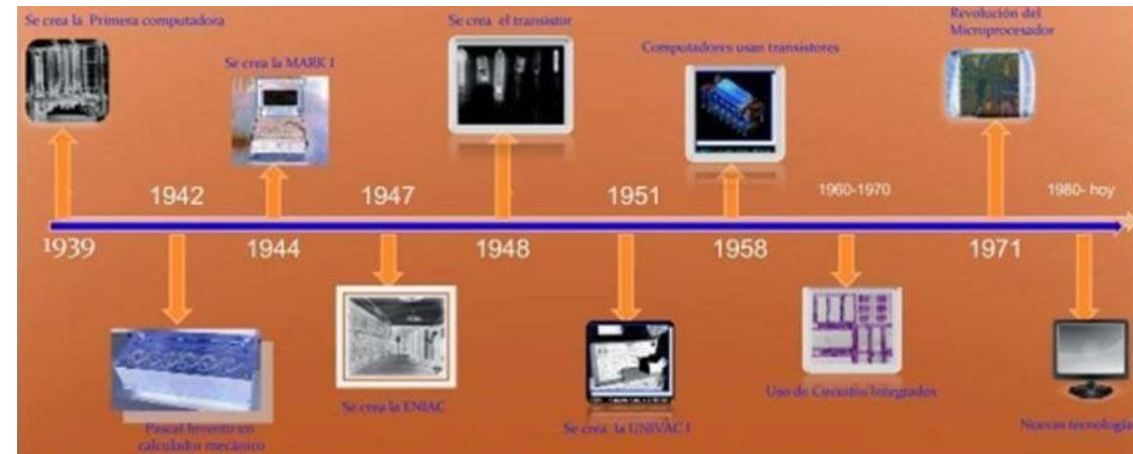 Se crea la Primera computadora
Se crea la MARK I
Se crea el transistor
Computadores usan transistores
Revolución del
Microprocesador
1942
1947
1951
1960-1970
1980- hoy
1939
1944
1948
1958
1971
Pascal Invento un
calculador mecánico
Se crea la ENIAC
Se crea la UNIVAC I
Uso de Circuitos Integrados
Nuevas tecnologia